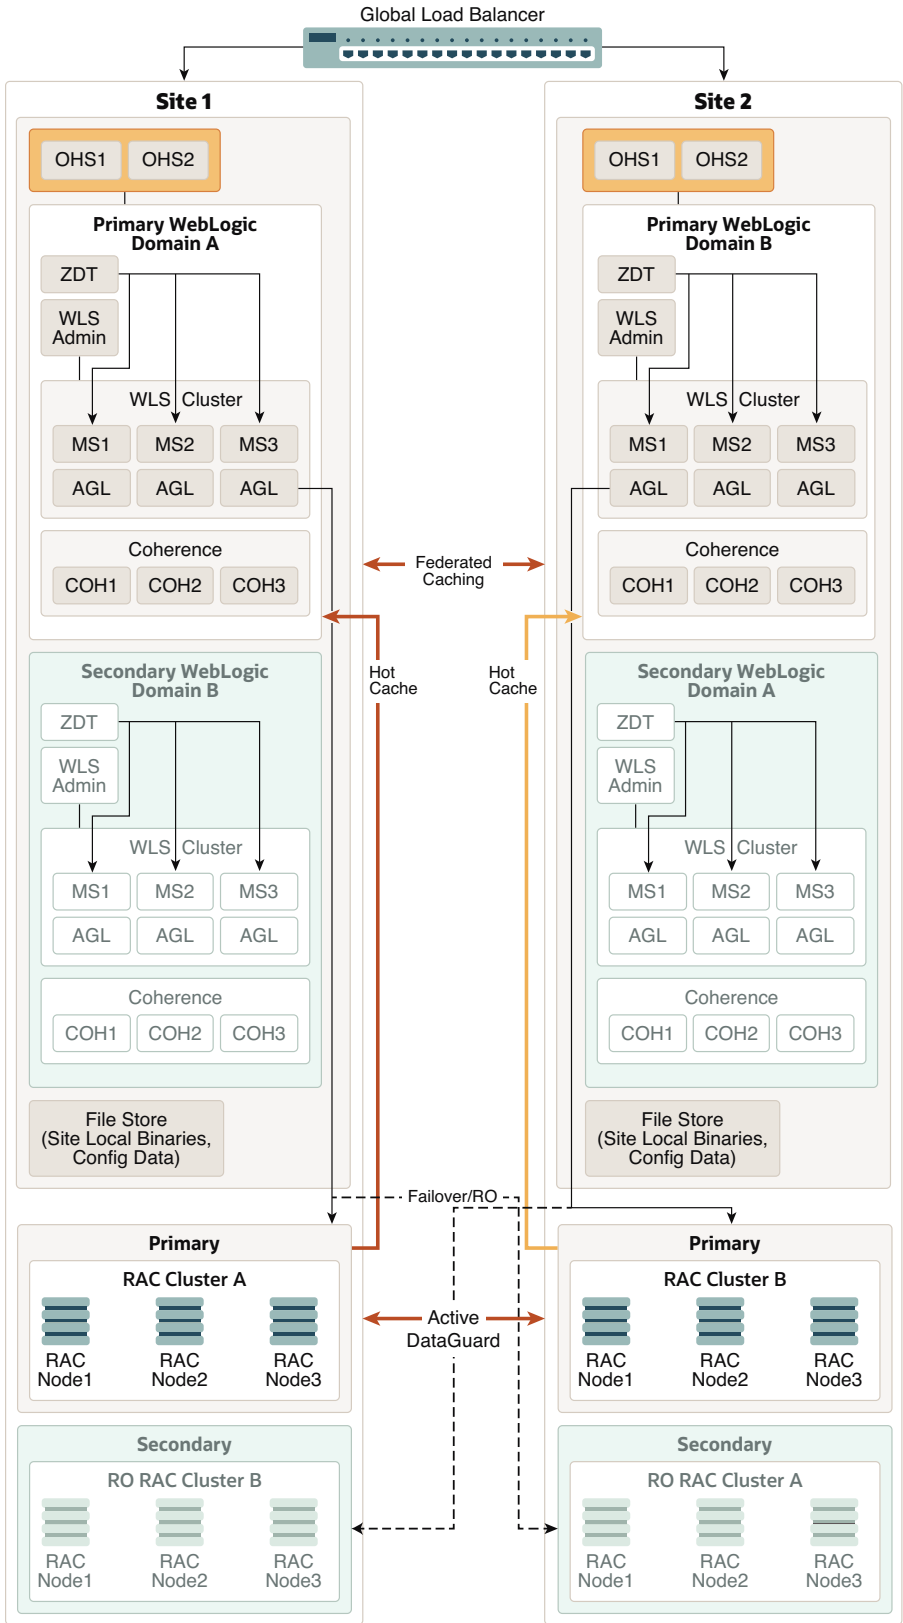 Global Load Balancer
Site 1
OHS1 OHS2
Primary WebLogic
Domain A
ZDT
WLS
Admin
WLS Cluster
MS1 MS2 MS3
AGL AGL AGL
Coherence
COH1 COH2 COH3
Secondary WebLogic
Domain B
ZDT
WLS
Admin
WLS Cluster
MS1 MS2 MS3
AGL AGL AGL
Coherence
COH1 COH2 COH3
File Store
(Site Local Binaries,
Config Data)
Primary
RAC Cluster A
RAC RAC RAC
Node1 Node2 Node3
Secondary
RO RAC Cluster B
RAC RAC RAC
Node1 Node2 Node3
Federated
Caching
Hot
Cache
Hot
Cache
Failover/RO
Active
DataGuard
Site 2
OHS1 OHS2
Primary WebLogic
Domain B
ZDT
WLS
Admin
WLS Cluster
MS1 MS2 MS3
AGL AGL AGL
Coherence
COH1 COH2 COH3
Secondary WebLogic
Domain A
ZDT
WLS
Admin
WLS Cluster
MS1 MS2 MS3
AGL AGL AGL
Coherence
COH1 COH2 COH3
File Store
(Site Local Binaries,
Config Data)
Primary
RAC Cluster B
RAC RAC RAC
Node1 Node2 Node3
Secondary
RO RAC Cluster A
RAC RAC RAC
Node1 Node2 Node3